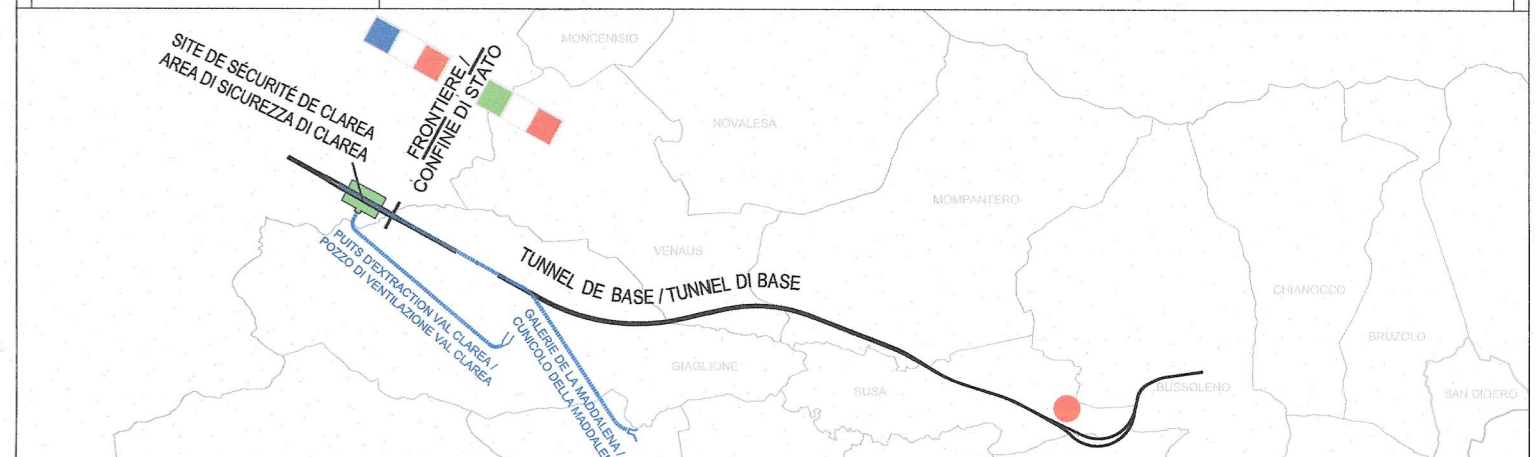 MONCENISIO
SITE DE SÉCURITÉ DE CLAREA
AREA DI SICUREZZA DI CLAREA
FRONTIERE /
CONFINE DI STATO
NOVALESA
MOMPANTERO
VENAUS
TUNNEL DE BASE / TUNNEL DI BASE
PUITS D'EXTRACTION VAL CLAREA /
POZZO DI VENTILAZIONE VAL CLAREA
CHIANOCCO
GALERIE DE LA MADDALENA /
CUNICOLO DELLA MADDALE
BRUZOLO
GIAGLIONE
SUSA
BUSSOLENO
SAN DIDERO